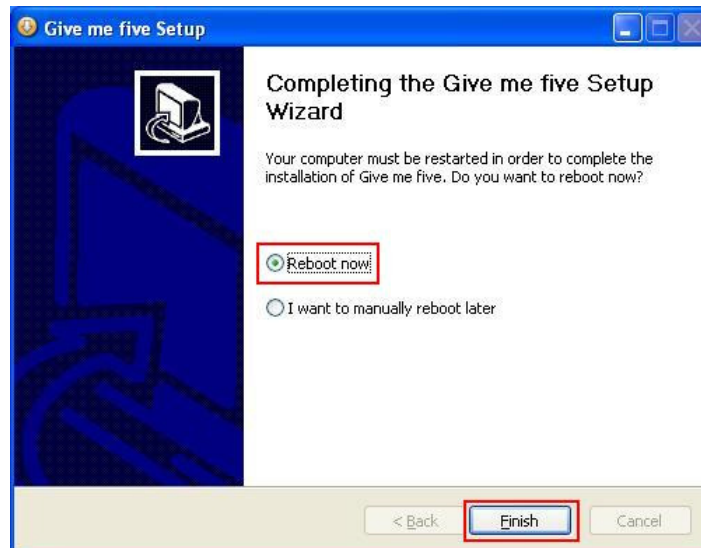 Give me five Setup
Completing the Give me five Setup
Wizard
Your computer must be restarted in order to complete the
installation of Give me five. Do you want to reboot now?
Reboot now
I want to manually reboot later
< Back
Finish
Cancel